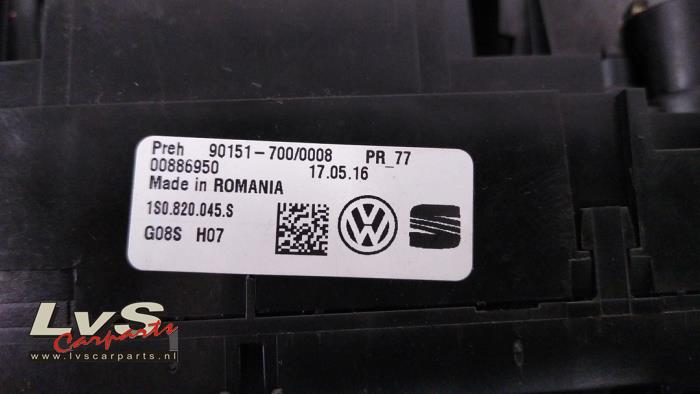 Preh 90151-700/0008 PR_77
00886950 17.05.16
Made in ROMANIA
1S0.820.045.S
G08S H07
LvS
Carparts
www.lvscarparts.nl